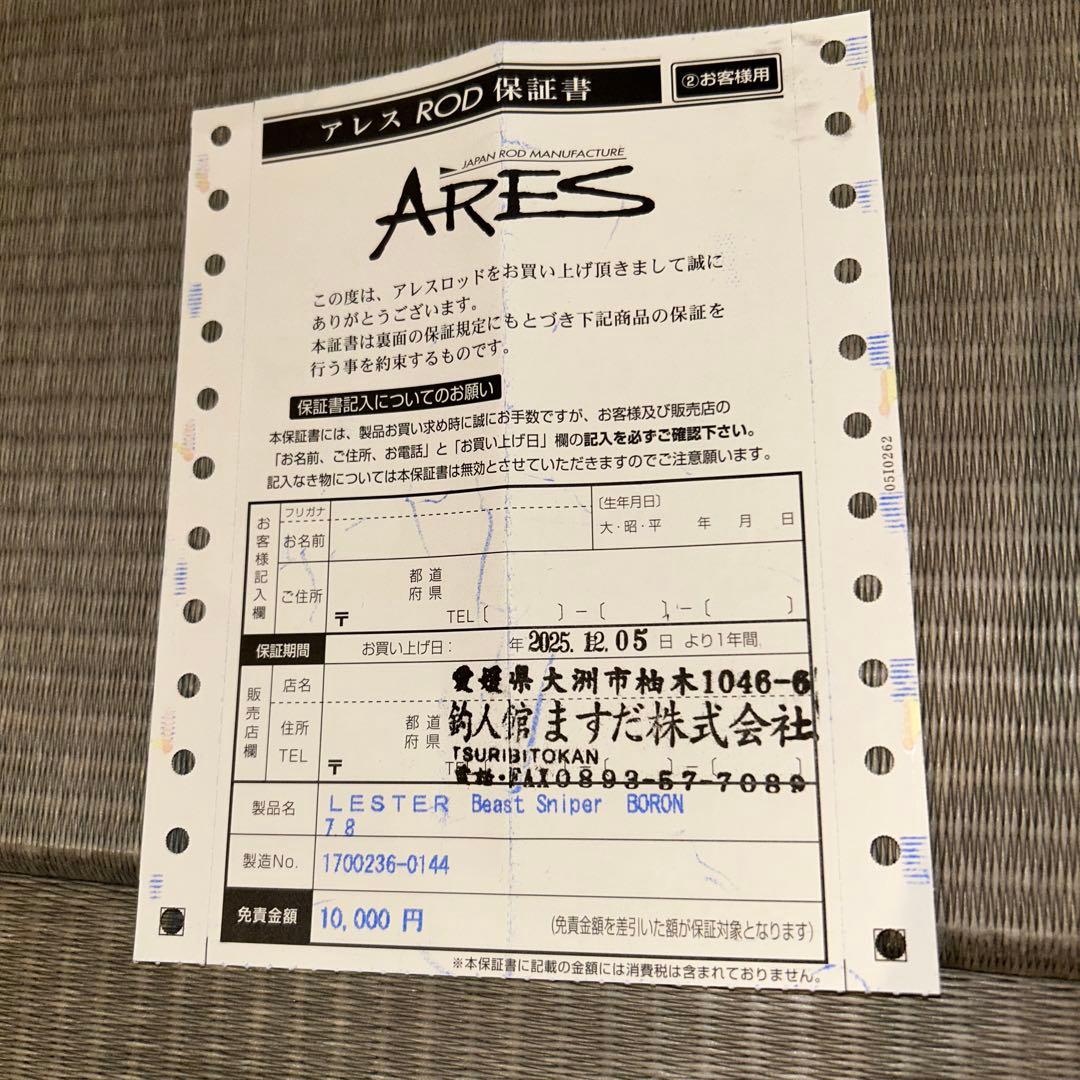 アレス ROD 保証書
②お客様用
JAPAN ROD MANUFACTURE
ARES
この度は、アレスロッドをお買い上げ頂きまして誠に
ありがとうございます。
本証書は裏面の保証規定にもとづき下記商品の保証を
行う事を約束するものです。
保証書記入についてのお願い
本保証書には、製品お買い求め時に誠にお手数ですが、お客様及び販売店の
「お名前、ご住所、お電話」と「お買い上げ日」欄の記入を必ずご確認下さい。
記入なき物については本保証書は無効とさせていただきますのでご注意願います。
0510262
お客様記入欄
フリガナ
お名前
〔生年月日〕
大・昭・平 年 月 日
ご住所
都道
府県
〒 TEL〔 〕－〔 〕－〔 〕
保証期間 お買い上げ日： 年 2025.12.05 日 より1年間
販売店欄
店名
愛媛県大洲市柚木1046-6
住所
都道
府県
釣人館ますだ株式会社
TSURIBITOKAN
TEL
〒
電話・FAX0893-57-7089
製品名 LESTER Beast Sniper BORON
7.8
製造No. 1700236-0144
免責金額 10,000 円 (免責金額を差引いた額が保証対象となります)
※本保証書に記載の金額には消費税は含まれておりません。